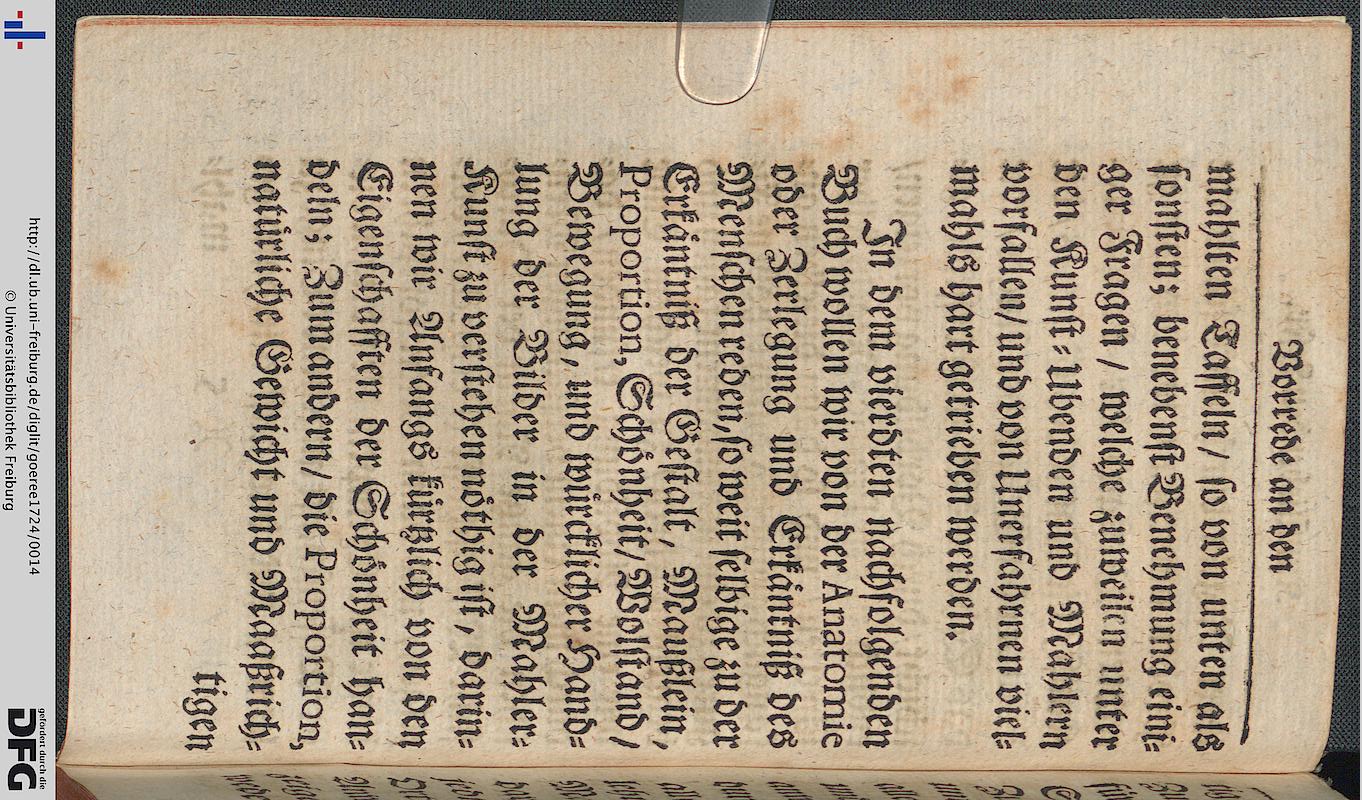 Vorrede an den
mahlten Taffeln / so von unten als
sonsten; benebenst Benehmung eini⸗
ger Fragen / welche zuweilen unter
den Kunst⸗Ubenden und Mahlern
vorfallen / und von Unerfahrnen viel⸗
mahls hart getrieben werden.
In dem vierdten nachfolgenden
Buch wollen wir von der Anatomie
oder Zerlegung und Erkäntniß des
Menschen reden, so weit selbige zu der
Erkäntniß der Gestalt, Maußlein,
Proportion, Schönheit / Wolstand /
Bewegung, und würcklicher Hand⸗
lung der Bilder in der Mahler⸗
Kunst zu verstehen nöthig ist, darin⸗
nen wir Anfangs kürtzlich von den
Eigenschafften der Schönheit han⸗
deln; Zum andern / die Proportion,
natürliche Gewicht und Maaßrich⸗
tigen
http://dl.ub.uni-freiburg.de/diglit/goeree1724/0014
© Universitätsbibliothek Freiburg
gefördert durch die
DFG